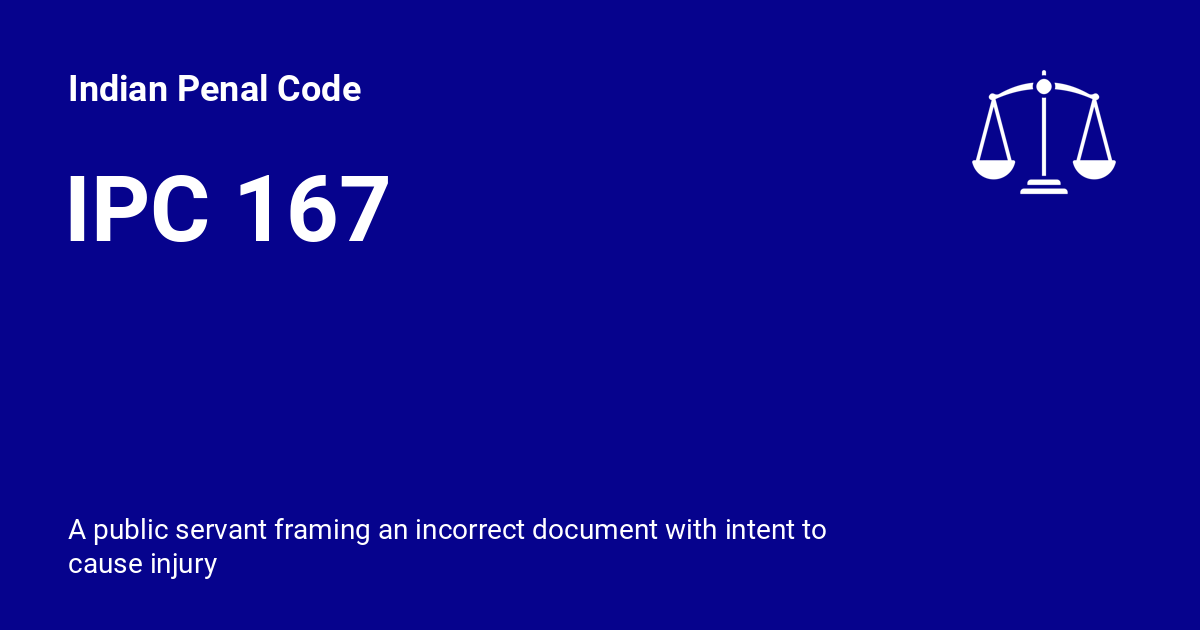 Indian Penal Code
IPC 167
A public servant framing an incorrect document with intent to
cause injury